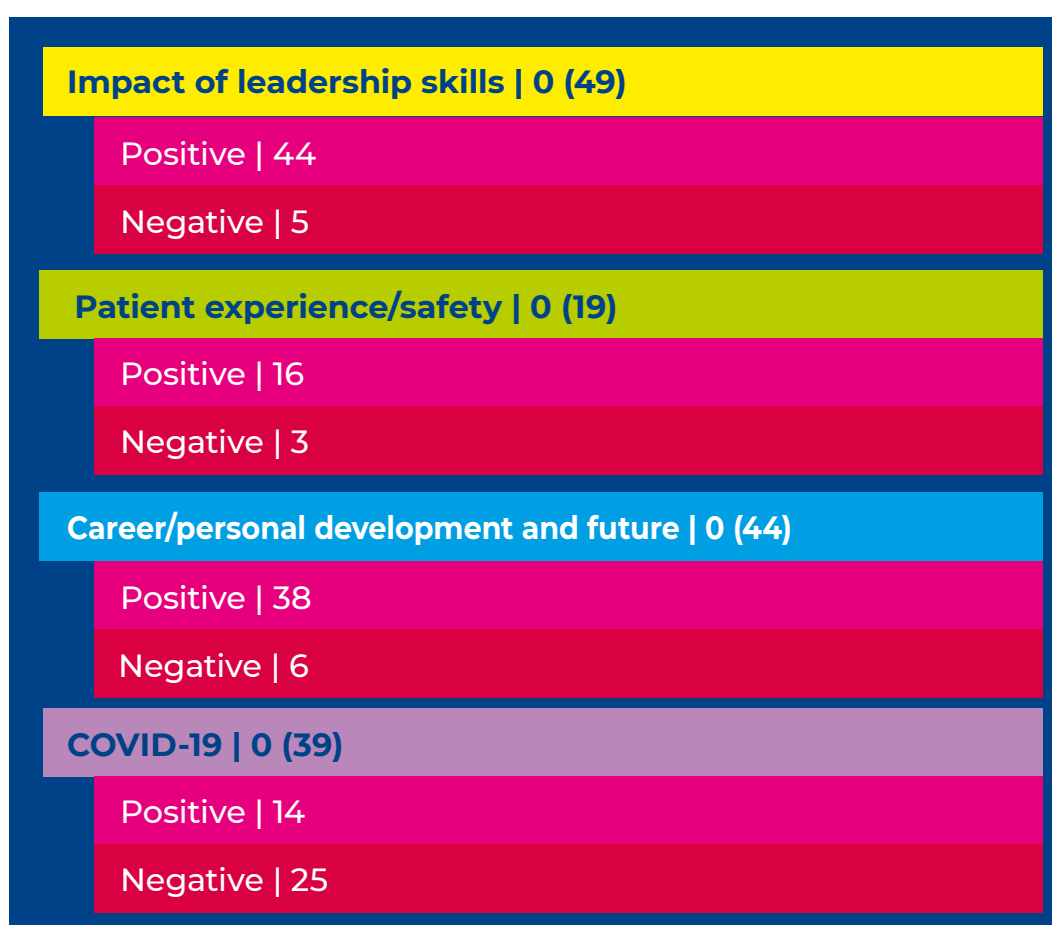 Impact of leadership skills | 0 (49)
Positive | 44
Negative | 5
Patient experience/safety | 0 (19)
Positive | 16
Negative | 3
Career/personal development and future | 0 (44)
Positive | 38
Negative | 6
COVID-19 | 0 (39)
Positive | 14
Negative | 25